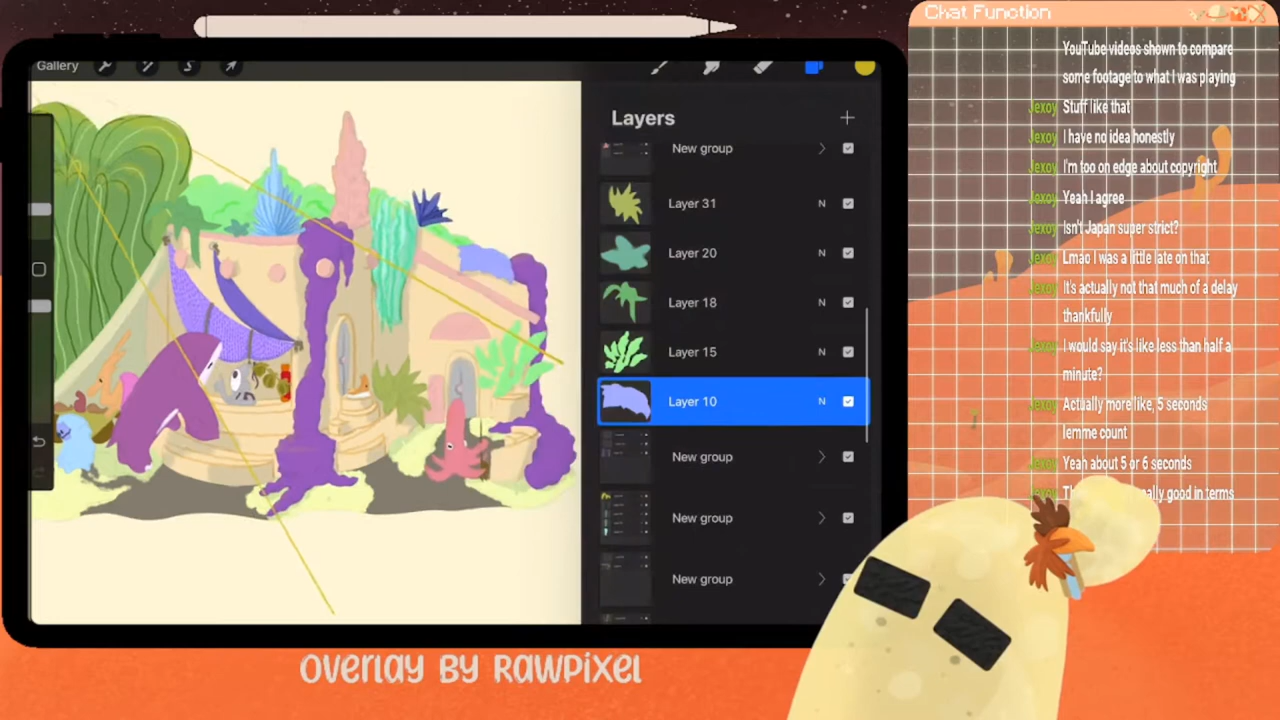 Chat Function
Gallery
Layers
New group
Layer 31
N
Layer 20
N
Layer 18
N
Layer 15
N
Layer 10
N
New group
New group
New group
YouTube videos shown to compare
some footage to what I was playing
Jexoy Stuff like that
Jexoy I have no idea honestly
Jexoy I'm too on edge about copyright
Jexoy Yeah I agree
Jexoy Isn't Japan super strict?
Jexoy Lmao I was a little late on that
Jexoy It's actually not that much of a delay
thankfully
Jexoy I would say it's like less than half a
minute?
Jexoy Actually more like, 5 seconds
lemme count
Jexoy Yeah about 5 or 6 seconds
Jexoy good in terms
OVERLAY BY RAWPIXEL